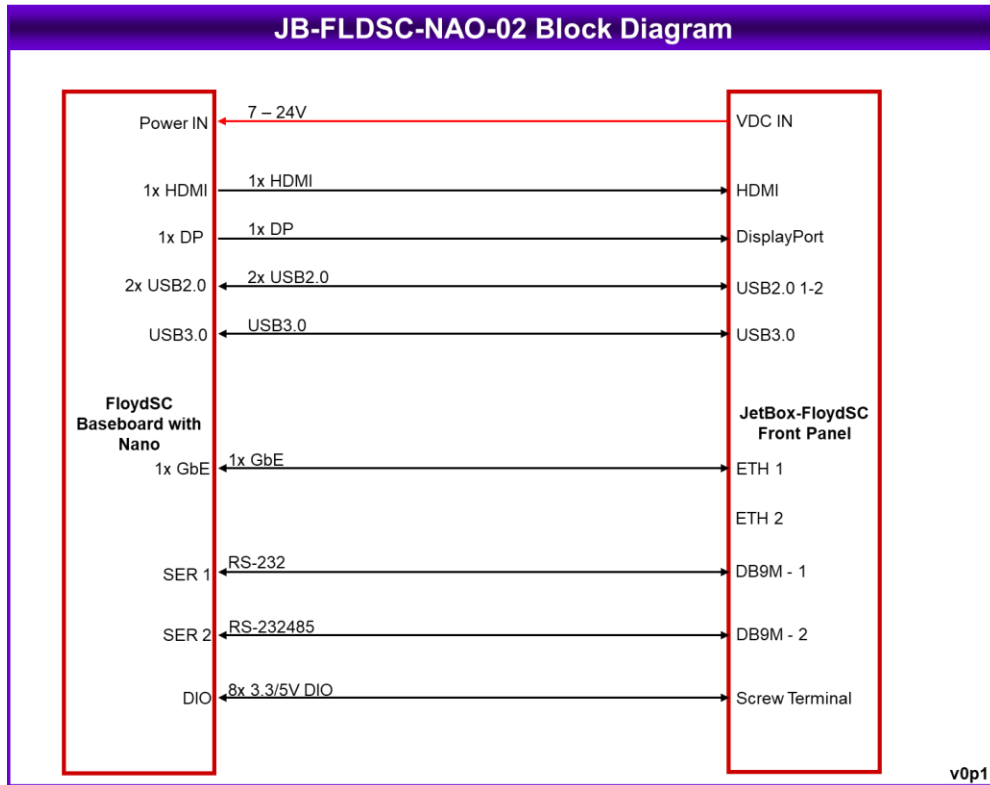 JB-FLDSC-NAO-02 Block Diagram
Power IN 7 – 24V VDC IN
1x HDMI 1x HDMI HDMI
1x DP 1x DP DisplayPort
2x USB2.0 2x USB2.0 USB2.0 1-2
USB3.0 USB3.0 USB3.0
FloydSC
Baseboard with
Nano
JetBox-FloydSC
Front Panel
1x GbE 1x GbE ETH 1
ETH 2
SER 1 RS-232 DB9M - 1
SER 2 RS-232485 DB9M - 2
DIO 8x 3.3/5V DIO Screw Terminal
v0p1